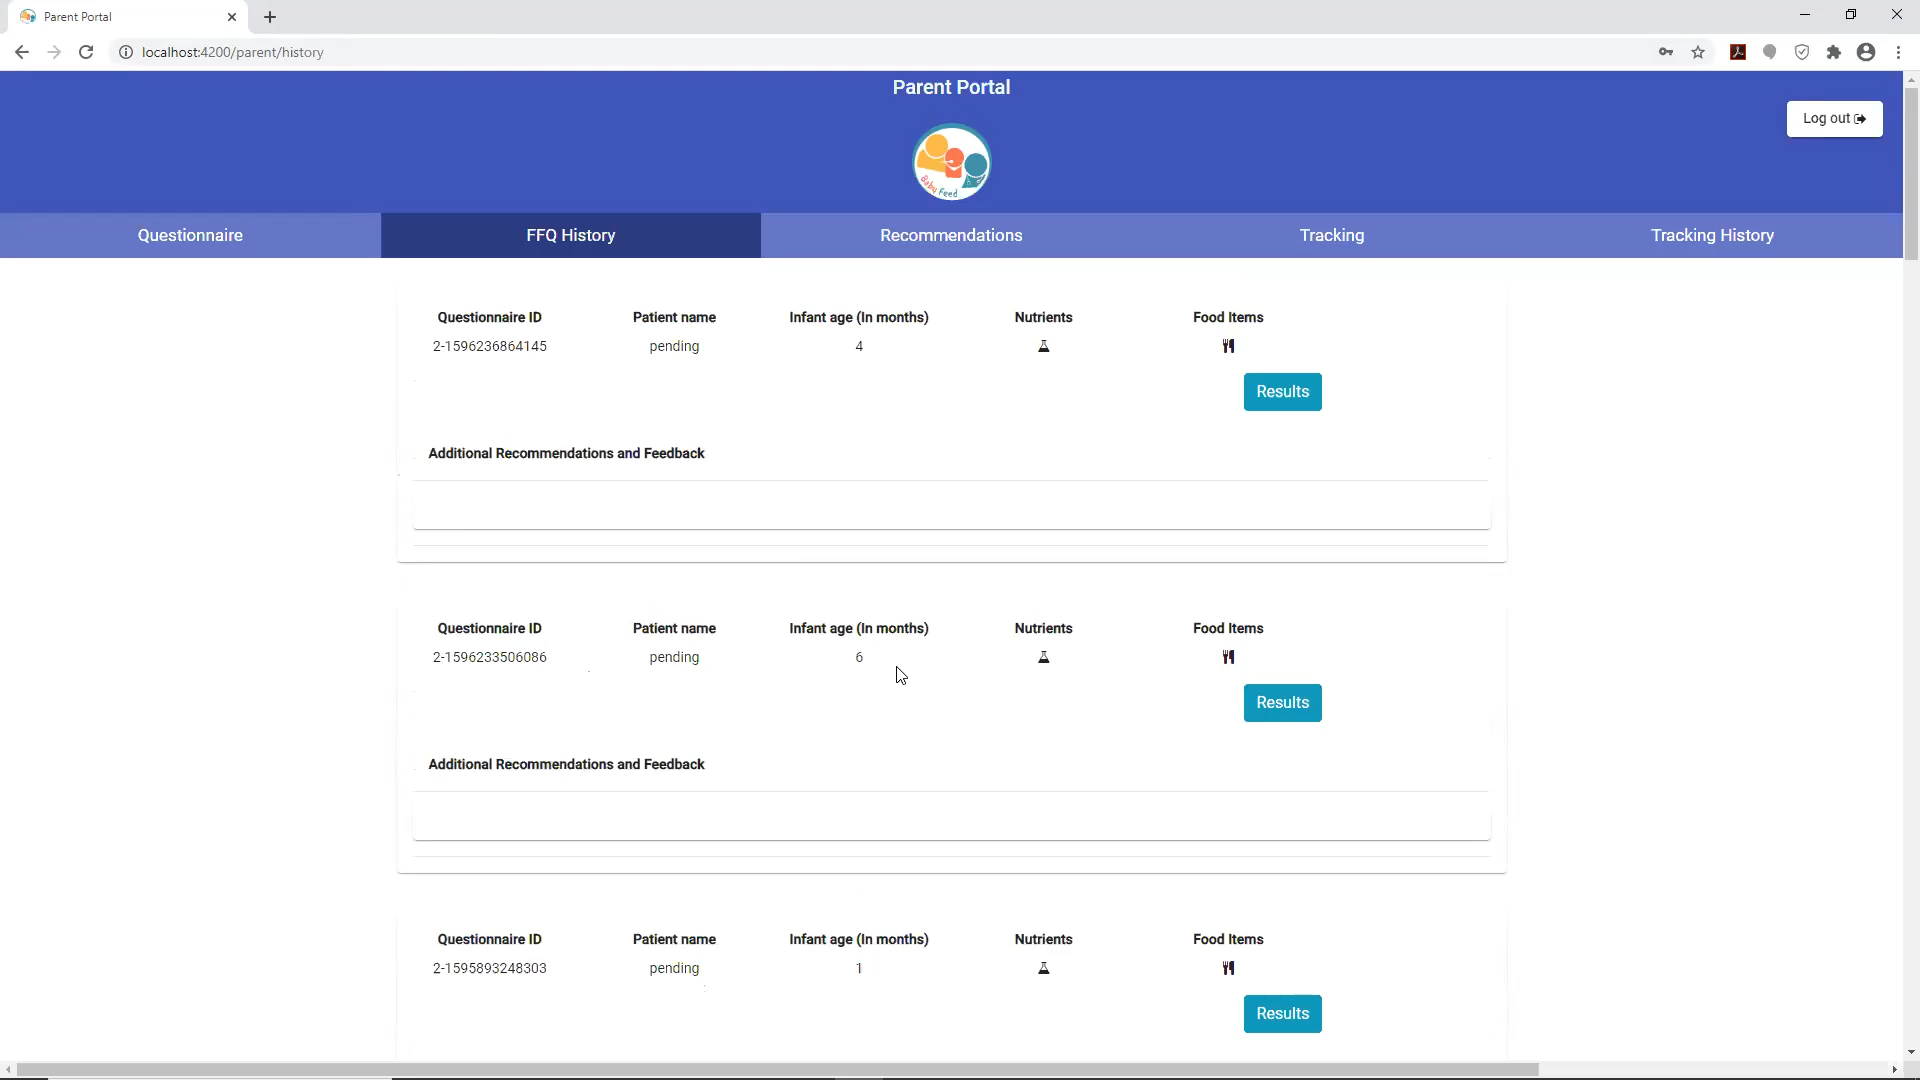 Parent Portal
localhost:4200/parent/history
Parent Portal
Log out
Baby Feed
Questionnaire FFQ History Recommendations Tracking Tracking History
Questionnaire ID Patient name Infant age (In months) Nutrients Food Items
2-1596236864145 pending 4
Results
Additional Recommendations and Feedback
Questionnaire ID Patient name Infant age (In months) Nutrients Food Items
2-1596233506086 pending 6
Results
Additional Recommendations and Feedback
Questionnaire ID Patient name Infant age (In months) Nutrients Food Items
2-1595893248303 pending 1
Results